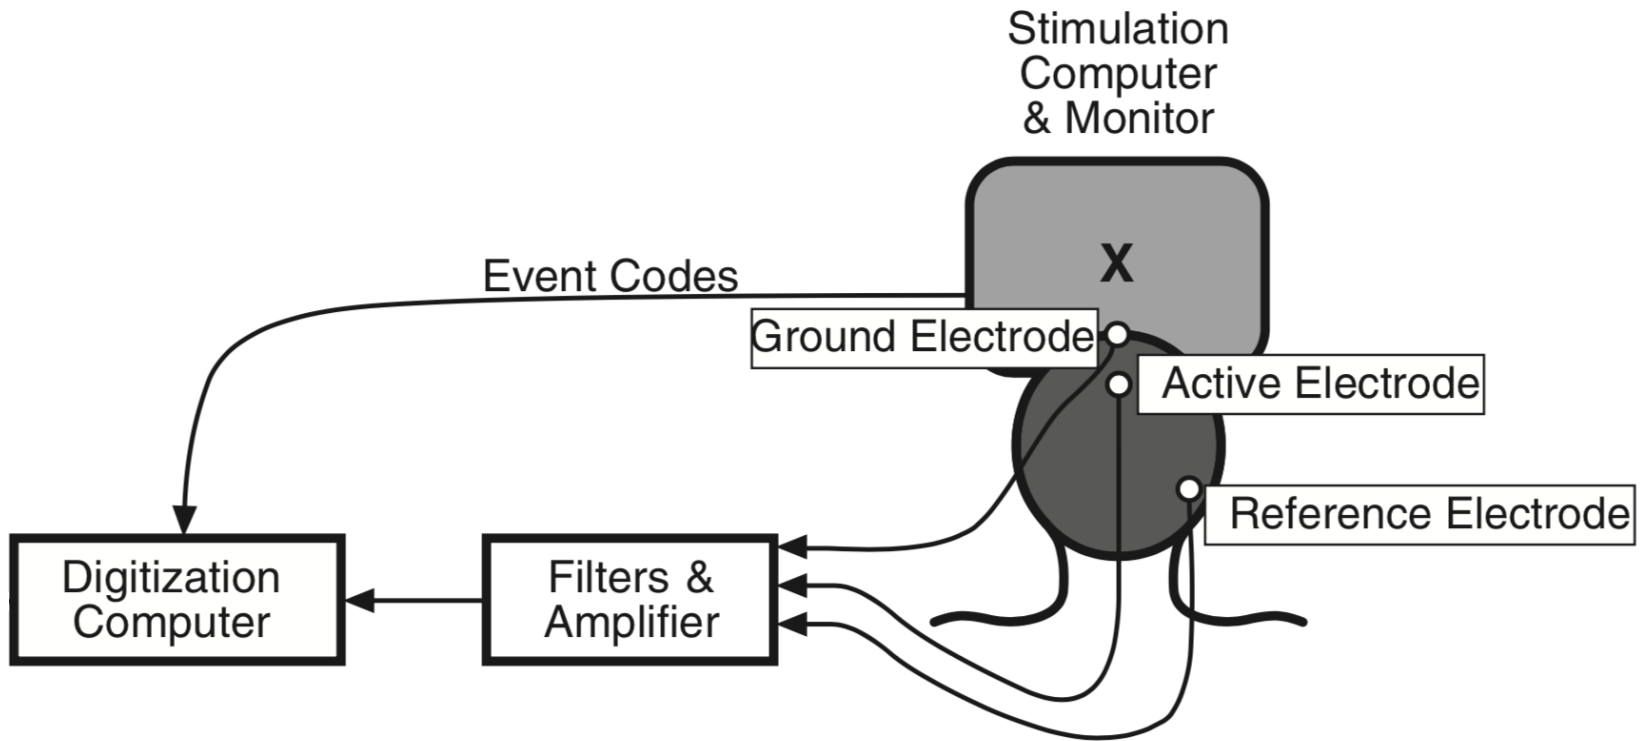 Stimulation
Computer
& Monitor
X
Event Codes
Ground Electrode
Active Electrode
Reference Electrode
Digitization
Computer
Filters &
Amplifier